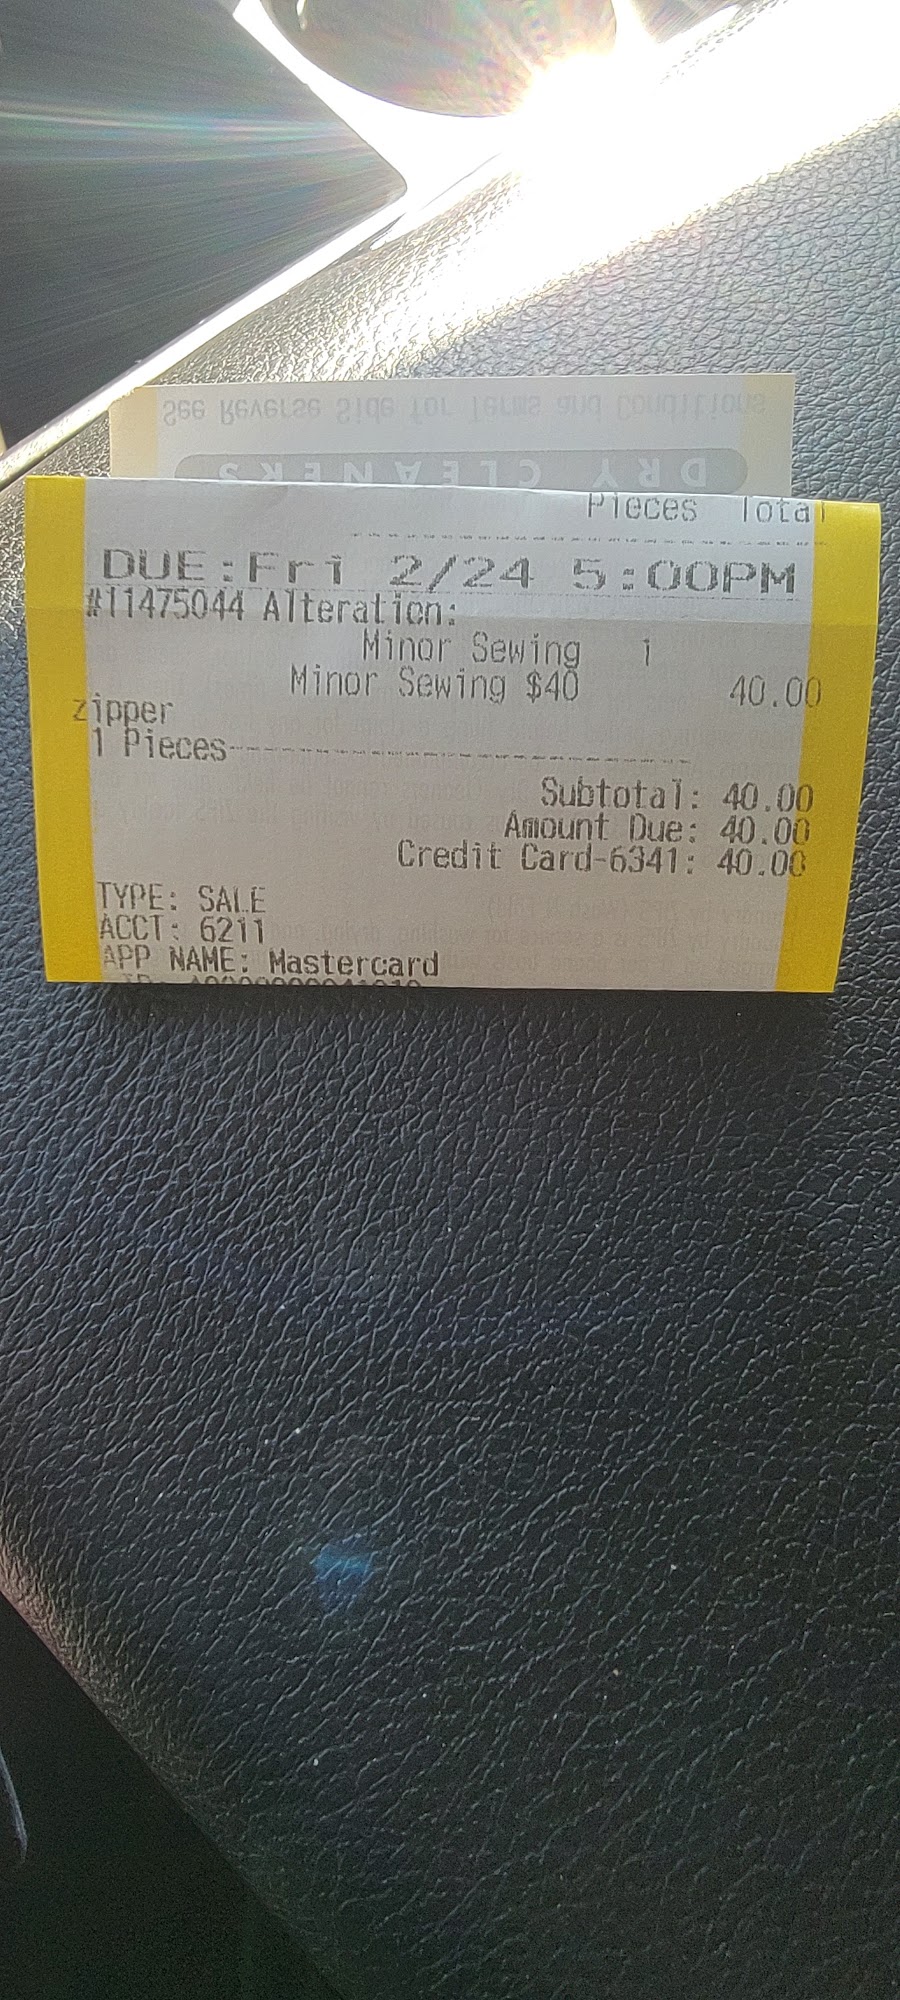 See Reverse Side for Terms and Conditions
DRY CLEANERS
Pieces Total
DUE:Fri 2/24 5:00PM
#11475044 Alteration:
Minor Sewing 1
Minor Sewing $40 40.00
zipper
1 Pieces
Subtotal: 40.00
Amount Due: 40.00
Credit Card-6341: 40.00
TYPE: SALE
ACCT: 6211
APP NAME: Mastercard